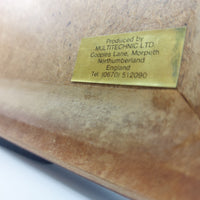 Produced by
MULTITECHNIC LTD.
Coopies Lane, Morpeth
Northumberland
England
Tel: (0670) 512090